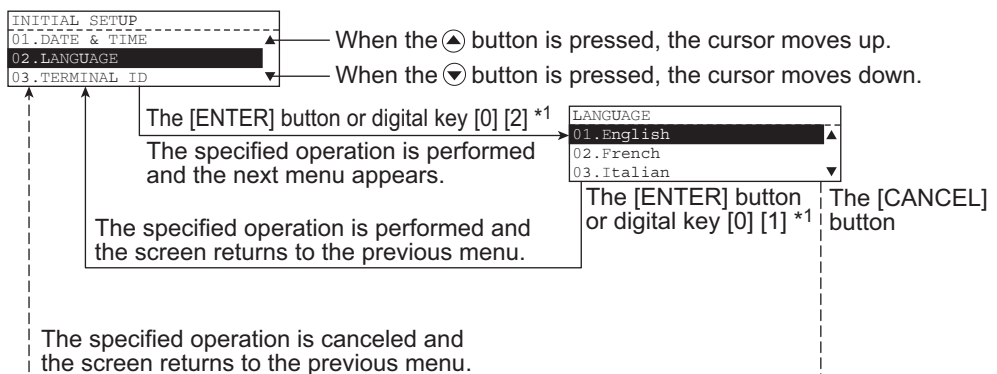 INITIAL SETUP
01.DATE & TIME
02.LANGUAGE
03.TERMINAL ID
When the ▲ button is pressed, the cursor moves up.
When the ▼ button is pressed, the cursor moves down.
The [ENTER] button or digital key [0] [2] *1
The specified operation is performed
and the next menu appears.
LANGUAGE
01.English
02.French
03.Italian
The [ENTER] button
or digital key [0] [1] *1
The [CANCEL]
button
The specified operation is performed and
the screen returns to the previous menu.
The specified operation is canceled and
the screen returns to the previous menu.